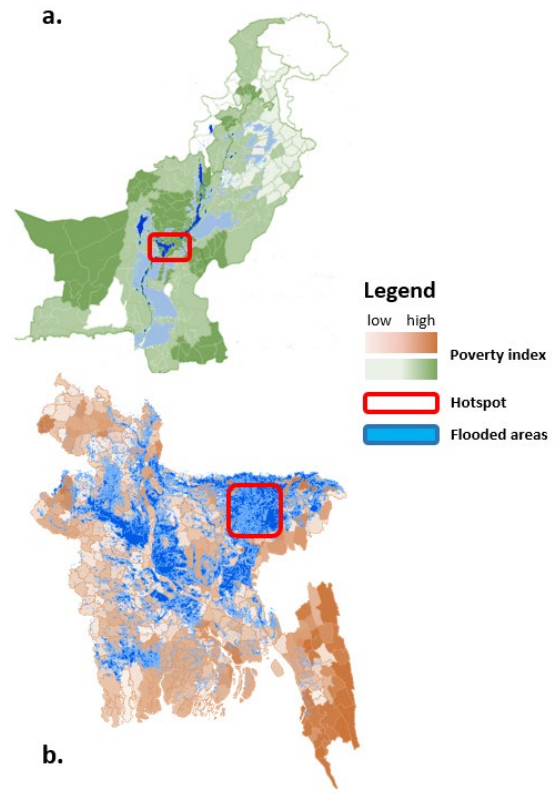 a.
Legend
low high
Poverty index
Hotspot
Flooded areas
b.